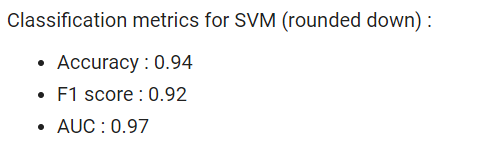 Classification metrics for SVM (rounded down) :
• Accuracy : 0.94
• F1 score : 0.92
• AUC : 0.97